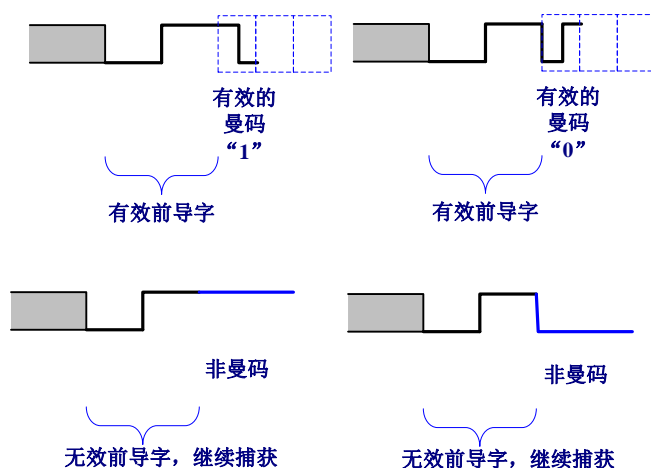 有效的
曼码
“1”
有效前导字
有效的
曼码
“0”
有效前导字
非曼码
无效前导字，继续捕获
非曼码
无效前导字，继续捕获